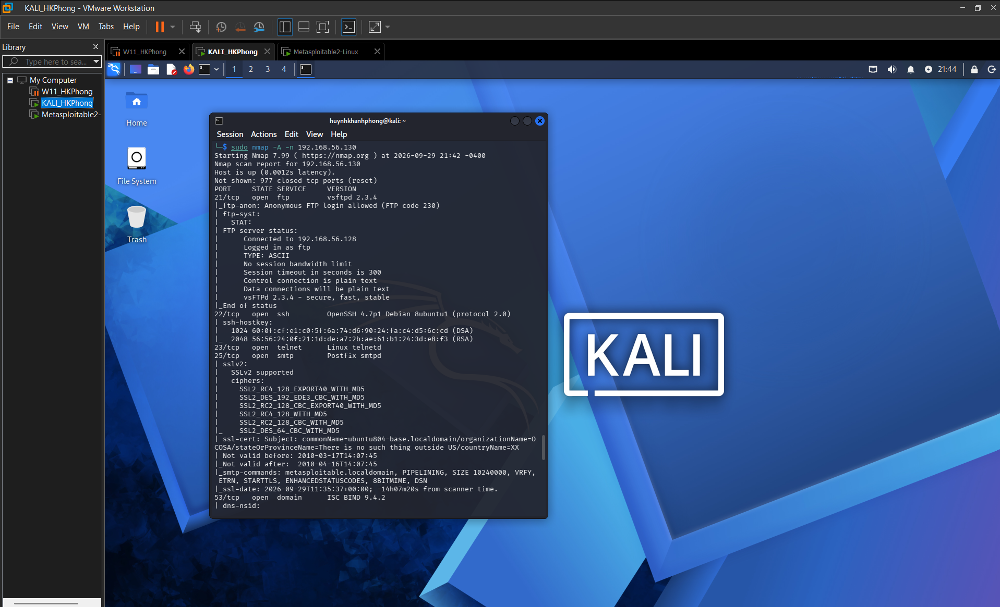 KALI_HKPhong - VMware Workstation
File Edit View VM Tabs Help
Library
Type here to sea...
My Computer
W11_HKPhong
KALI_HKPhong
Metasploitable2-
W11_HKPhong
KALI_HKPhong
Metasploitable2-Linux
1 2 3 4
21:44
Home
File System
Trash
huynhkhanhphong@kali: ~
Session Actions Edit View Help
└─$ sudo nmap -A -n 192.168.56.130
Starting Nmap 7.99 ( https://nmap.org ) at 2026-09-29 21:42 -0400
Nmap scan report for 192.168.56.130
Host is up (0.0012s latency).
Not shown: 977 closed tcp ports (reset)
PORT     STATE SERVICE     VERSION
21/tcp   open  ftp         vsftpd 2.3.4
|_ftp-anon: Anonymous FTP login allowed (FTP code 230)
| ftp-syst:
|   STAT:
| FTP server status:
|      Connected to 192.168.56.128
|      Logged in as ftp
|      TYPE: ASCII
|      No session bandwidth limit
|      Session timeout in seconds is 300
|      Control connection is plain text
|      Data connections will be plain text
|      vsFTPd 2.3.4 - secure, fast, stable
|_End of status
22/tcp   open  ssh         OpenSSH 4.7p1 Debian 8ubuntu1 (protocol 2.0)
| ssh-hostkey:
|   1024 60:0f:cf:e1:c0:5f:6a:74:d6:90:24:fa:c4:d5:6c:cd (DSA)
|_  2048 56:56:24:0f:21:1d:de:a7:2b:ae:61:b1:24:3d:e8:f3 (RSA)
23/tcp   open  telnet      Linux telnetd
25/tcp   open  smtp        Postfix smtpd
| sslv2:
|   SSLv2 supported
|   ciphers:
|     SSL2_RC4_128_EXPORT40_WITH_MD5
|     SSL2_DES_192_EDE3_CBC_WITH_MD5
|     SSL2_RC2_128_CBC_EXPORT40_WITH_MD5
|     SSL2_RC4_128_WITH_MD5
|     SSL2_RC2_128_CBC_WITH_MD5
|_    SSL2_DES_64_CBC_WITH_MD5
| ssl-cert: Subject: commonName=ubuntu804-base.localdomain/organizationName=O
COSA/stateOrProvinceName=There is no such thing outside US/countryName=XX
| Not valid before: 2010-03-17T14:07:45
|_Not valid after:  2010-04-16T14:07:45
|_smtp-commands: metasploitable.localdomain, PIPELINING, SIZE 10240000, VRFY,
 ETRN, STARTTLS, ENHANCEDSTATUSCODES, 8BITMIME, DSN
|_ssl-date: 2026-09-29T11:35:37+00:00; -14h07m20s from scanner time.
53/tcp   open  domain      ISC BIND 9.4.2
| dns-nsid:
KALI